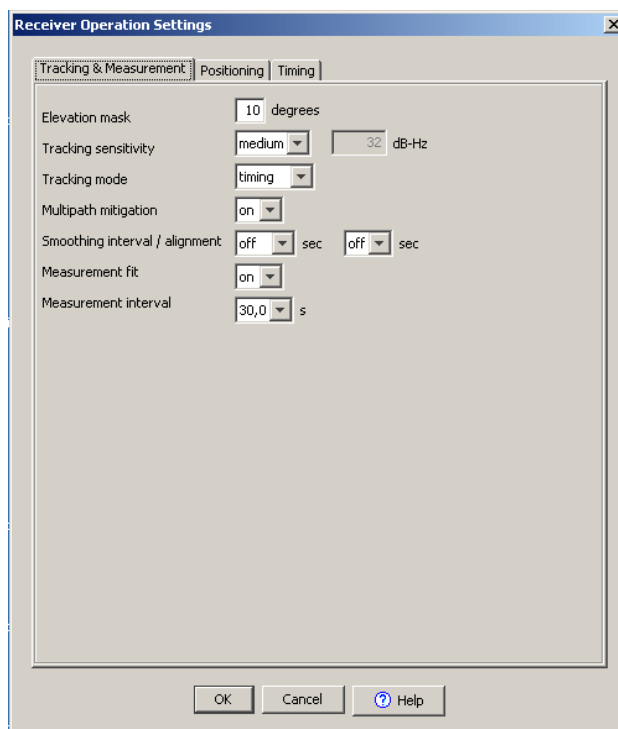 Receiver Operation Settings
Tracking & Measurement Positioning Timing
Elevation mask 10 degrees
Tracking sensitivity medium 32 dB-Hz
Tracking mode timing
Multipath mitigation on
Smoothing interval / alignment off sec off sec
Measurement fit on
Measurement interval 30,0 s
OK Cancel ? Help